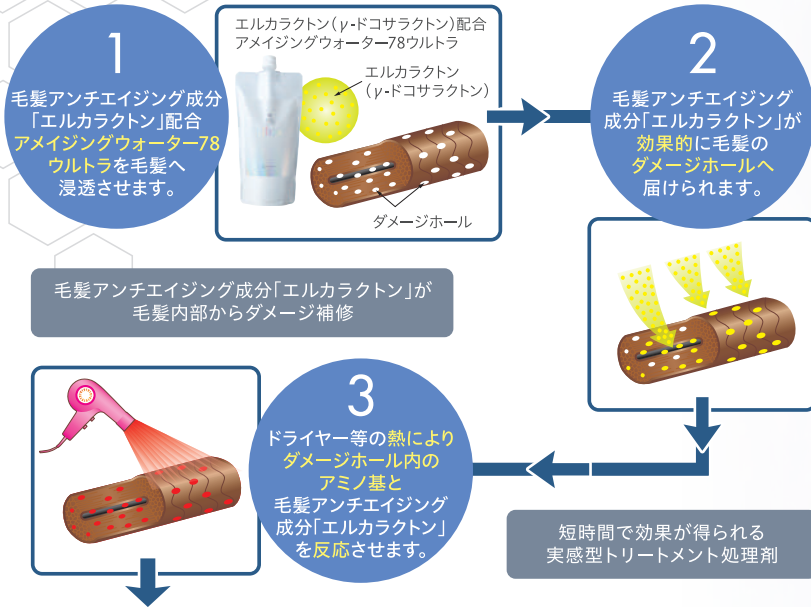 1
毛髪アンチエイジング成分
「エルカラクトン」配合
アメイジングウォーター78
ウルトラを毛髪へ
浸透させます。
エルカラクトン(γ-ドコサラクトン)配合
アメイジングウォーター78ウルトラ
エルカラクトン
(γ-ドコサラクトン)
ダメージホール
2
毛髪アンチエイジング
成分「エルカラクトン」が
効果的に毛髪の
ダメージホールへ
届けられます。
毛髪アンチエイジング成分「エルカラクトン」が
毛髪内部からダメージ補修
3
ドライヤー等の熱により
ダメージホール内の
アミノ基と
毛髪アンチエイジング
成分「エルカラクトン」
を反応させます。
短時間で効果が得られる
実感型トリートメント処理剤